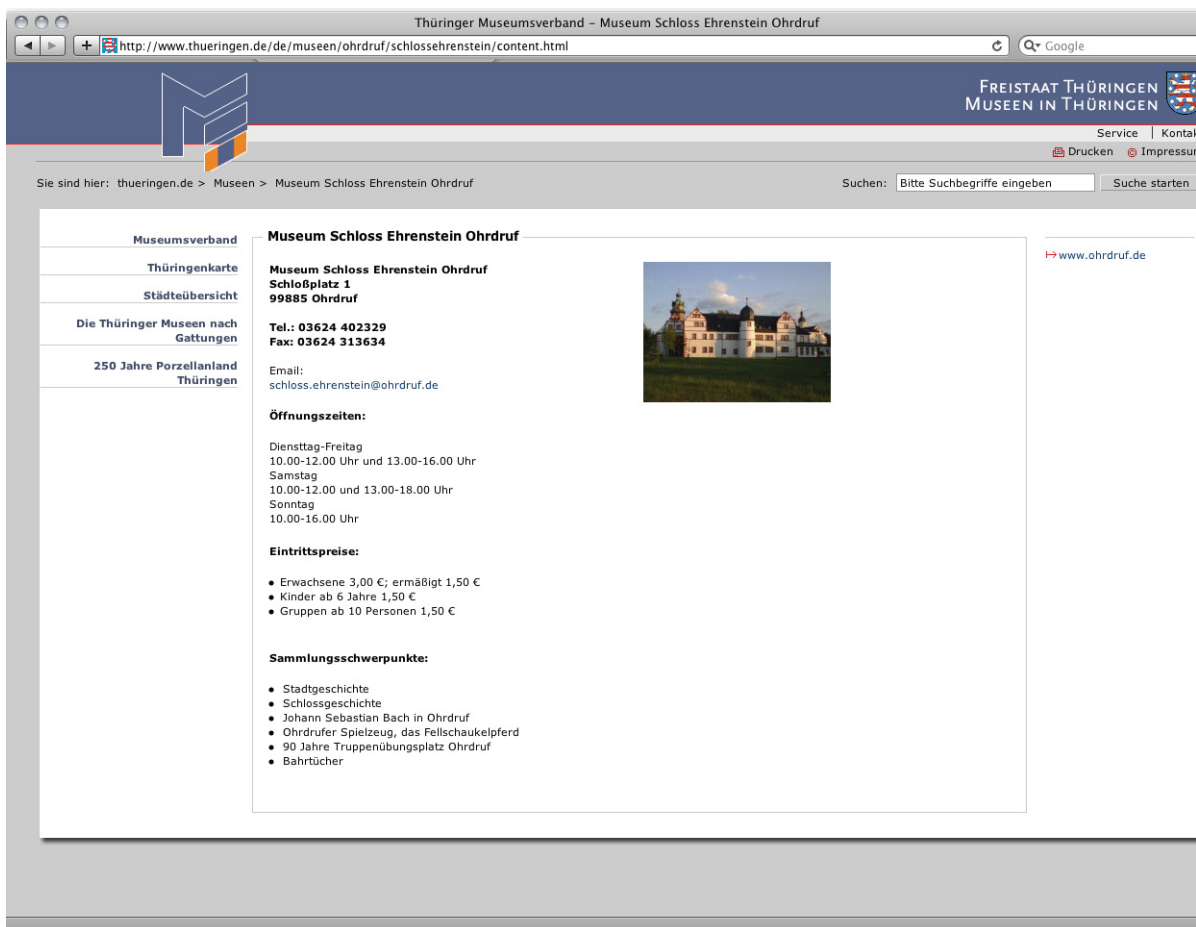 Thüringer Museumsverband – Museum Schloss Ehrenstein Ohrdruf
http://www.thueringen.de/de/museen/ohrdruf/schlossehrenstein/content.html
Google
FREISTAAT THÜRINGEN
MUSEEN IN THÜRINGEN
Service | Kontak
Drucken © Impressur
Sie sind hier: thueringen.de > Museen > Museum Schloss Ehrenstein Ohrdruf
Suchen: Bitte Suchbegriffe eingeben Suche starten
Museumsverband
Thüringenkarte
Städteübersicht
Die Thüringer Museen nach
Gattungen
250 Jahre Porzellanland
Thüringen
Museum Schloss Ehrenstein Ohrdruf
Museum Schloss Ehrenstein Ohrdruf
Schloßplatz 1
99885 Ohrdruf
Tel.: 03624 402329
Fax: 03624 313634
Email:
schloss.ehrenstein@ohrdruf.de
Öffnungszeiten:
Diensttag-Freitag
10.00-12.00 Uhr und 13.00-16.00 Uhr
Samstag
10.00-12.00 und 13.00-18.00 Uhr
Sonntag
10.00-16.00 Uhr
Eintrittspreise:
• Erwachsene 3,00 €; ermäßigt 1,50 €
• Kinder ab 6 Jahre 1,50 €
• Gruppen ab 10 Personen 1,50 €
Sammlungsschwerpunkte:
• Stadtgeschichte
• Schlossgeschichte
• Johann Sebastian Bach in Ohrdruf
• Ohrdrufer Spielzeug, das Fellschaukelpferd
• 90 Jahre Truppenübungsplatz Ohrdruf
• Bahrtücher
www.ohrdruf.de